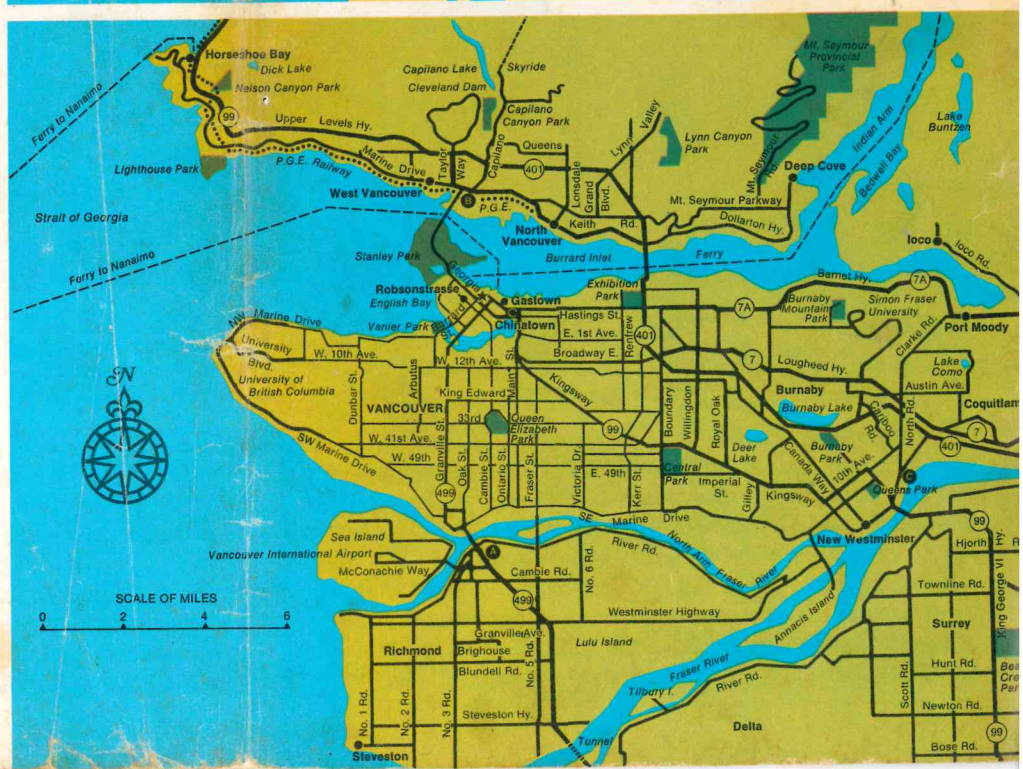 Horseshoe Bay
Dick Lake
Nelson Canyon Park
Ferry to Nanaimo
99
Upper Levels Hy.
P.G.E. Railway
Marine Drive
Lighthouse Park
West Vancouver
Capilano Lake
Cleveland Dam
Skyride
Capilano
Canyon Park
Taylor
Way
Capilano
Queens
401
Lonsdale
Grand
Blvd.
Lynn Valley
Lynn Canyon
Park
Mt. Seymour
Provincial
Park
Mt. Seymour
Rd.
Deep Cove
Mt. Seymour Parkway
Dollarton Hy.
Indian Arm
Bedwell Bay
Lake
Buntzen
B
P.G.E.
North
Vancouver
Keith Rd.
Strait of Georgia
Ferry to Nanaimo
Stanley Park
Burrard Inlet
Ferry
Ioco
Ioco Rd.
Georgia
Robsonstrasse
English Bay
Gastown
Chinatown
Exhibition
Park
Hastings St.
E. 1st Ave.
Broadway E.
Renfrew
401
7A
Barnet Hy.
7A
Burnaby
Mountain
Park
Simon Fraser
University
Port Moody
Clarke Rd.
NW Marine Drive
Vanier Park
Burrard
University
Blvd.
W. 10th Ave.
W. 12th Ave.
University of
British Columbia
Dunbar St.
Arbutus
King Edward
Main St.
Kingsway
7
Lougheed Hy.
Lake
Como
Austin Ave.
Burnaby
Burnaby Lake
Cariboo
Rd.
North Rd.
Coquitlam
7
401
VANCOUVER
33rd
Queen
Elizabeth
Park
99
Boundary
Willingdon
Royal Oak
Deer
Lake
Canada Way
Burnaby
Park
10th Ave.
W. 41st Ave.
W. 49th
SW Marine Drive
Granville St.
Oak St.
Cambie St.
Ontario St.
Fraser St.
Victoria Dr.
E. 49th
Kerr St.
Central
Park
Imperial
St.
Gilley
Kingsway
C
Queens Park
499
N
SE Marine Drive
New Westminster
99
Hjorth R
Sea Island
Vancouver International Airport
McConachie Way
A
River Rd.
North Arm Fraser River
Cambie Rd.
No. 6 Rd.
499
Westminster Highway
Annacis Island
Townline Rd.
King George VI Hy.
SCALE OF MILES
0 2 4 6
Granville Ave.
Lulu Island
Richmond
Brighouse
Blundell Rd.
No. 5 Rd.
Surrey
Hunt Rd.
Bea
Cre
Par
Fraser River
Tilbury I.
River Rd.
Scott Rd.
Newton Rd.
No. 1 Rd.
No. 2 Rd.
No. 3 Rd.
Steveston Hy.
Delta
99
Tunnel
Bose Rd.
Steveston